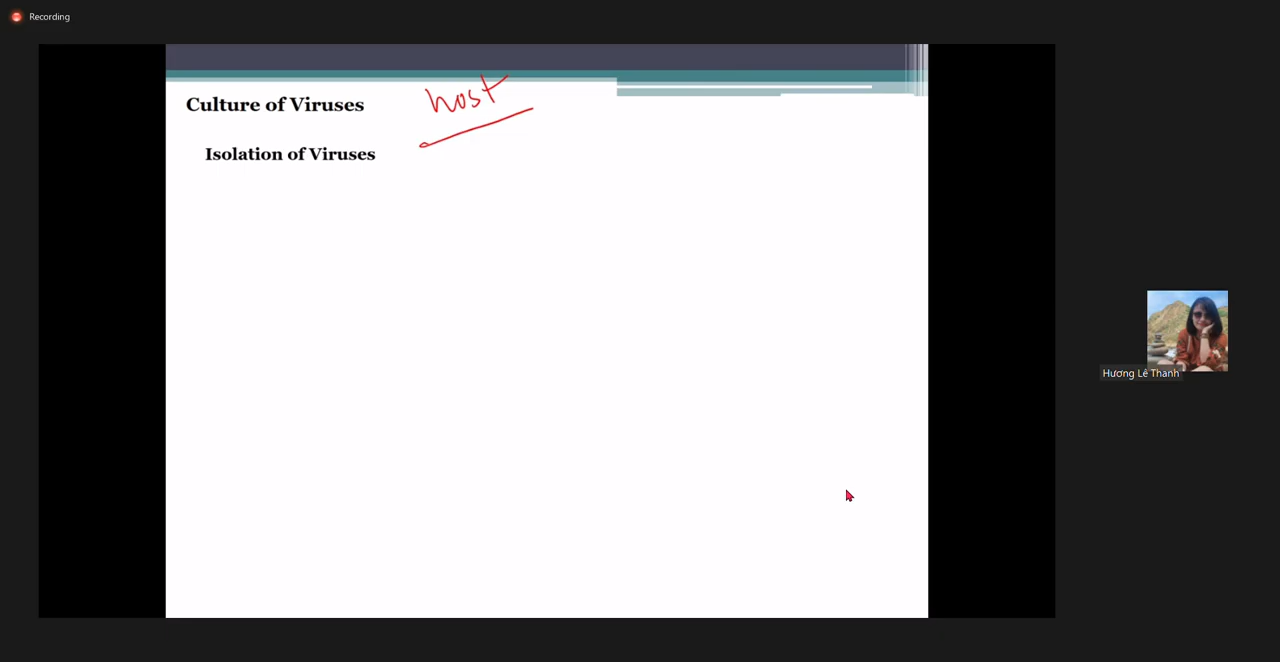 Recording
host
Culture of Viruses
Isolation of Viruses
Hương Lê Thanh